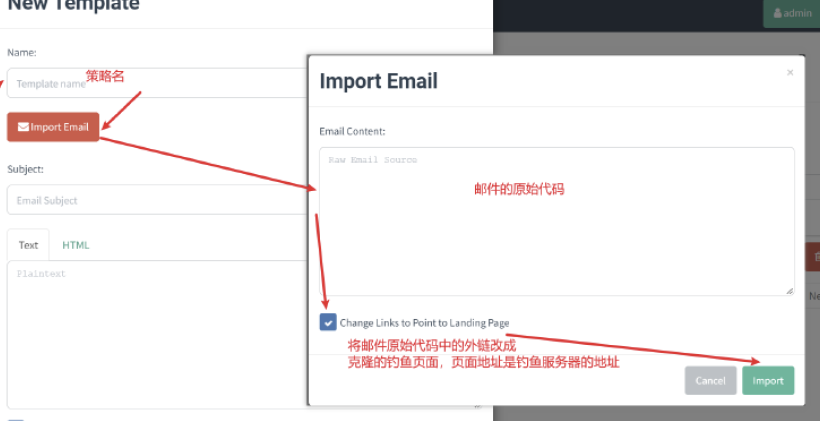 New Template
admin
Name:
Template name
策略名
Import Email
Subject:
Email Subject
Text HTML
Plaintext
Import Email
×
Email Content:
Raw Email Source
邮件的原始代码
Change Links to Point to Landing Page
将邮件原始代码中的外链改成
克隆的钓鱼页面，页面地址是钓鱼服务器的地址
Cancel Import